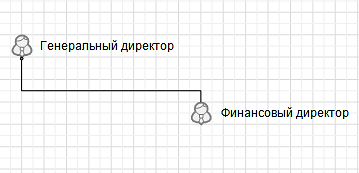 Генеральный директор
Финансовый директор